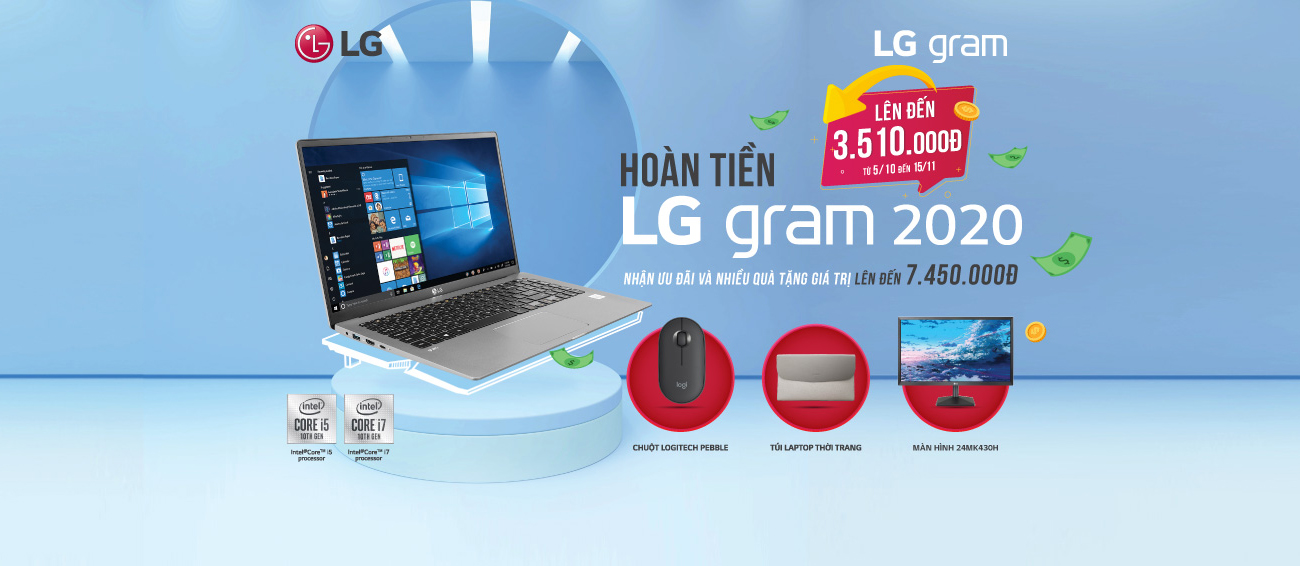 LG
LG gram
LÊN ĐẾN
3.510.000Đ
TỪ 5/10 ĐẾN 15/11
HOÀN TIỀN
LG gram 2020
NHẬN ƯU ĐÃI VÀ NHIỀU QUÀ TẶNG GIÁ TRỊ LÊN ĐẾN 7.450.000Đ
LG
logi
CHUỘT LOGITECH PEBBLE
TÚI LAPTOP THỜI TRANG
MÀN HÌNH 24MK430H
intel
CORE i5
10TH GEN
Intel®Core™ i5
processor
intel
CORE i7
10TH GEN
Intel®Core™ i7
processor